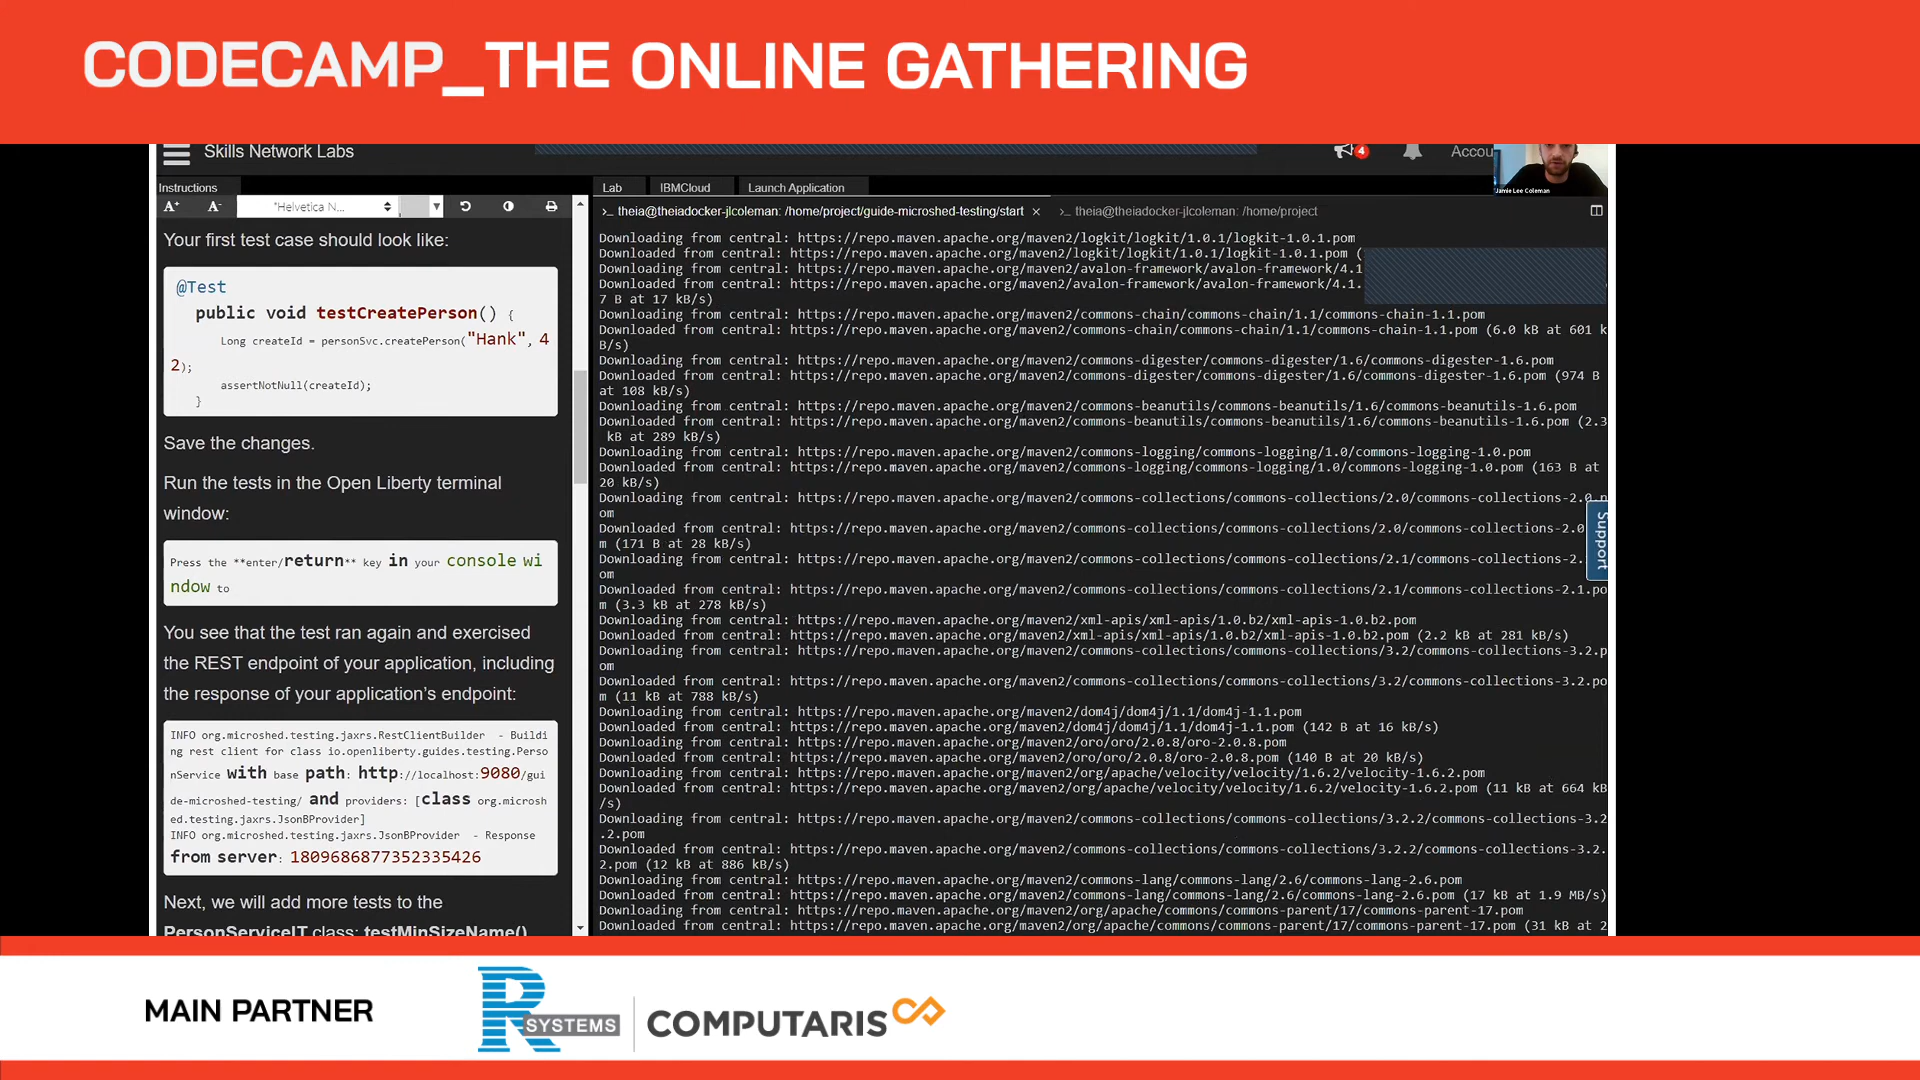 CODECAMP_THE ONLINE GATHERING
Skills Network Labs
4
Accou
Jamie Lee Coleman
Instructions
Lab
IBMCloud
Launch Application
A+
A-
"Helvetica N...
>_ theia@theiadocker-jlcoleman: /home/project/guide-microshed-testing/start ×
>_ theia@theiadocker-jlcoleman: /home/project
Your first test case should look like:
@Test
public void testCreatePerson() {
Long createId = personSvc.createPerson("Hank", 4
2);
assertNotNull(createId);
}
Save the changes.
Run the tests in the Open Liberty terminal
window:
Press the **enter/return** key in your console wi
ndow to
You see that the test ran again and exercised
the REST endpoint of your application, including
the response of your application's endpoint:
INFO org.microshed.testing.jaxrs.RestClientBuilder  - Buildi
ng rest client for class io.openliberty.guides.testing.Perso
nService with base path: http://localhost:9080/gui
de-microshed-testing/ and providers: [class org.microsh
ed.testing.jaxrs.JsonBProvider]
INFO org.microshed.testing.jaxrs.JsonBProvider  - Response
from server: 1809686877352335426
Next, we will add more tests to the
PersonServiceIT class: testMinSizeName()
Downloading from central: https://repo.maven.apache.org/maven2/logkit/logkit/1.0.1/logkit-1.0.1.pom
Downloaded from central: https://repo.maven.apache.org/maven2/logkit/logkit/1.0.1/logkit-1.0.1.pom (
Downloading from central: https://repo.maven.apache.org/maven2/avalon-framework/avalon-framework/4.1
Downloaded from central: https://repo.maven.apache.org/maven2/avalon-framework/avalon-framework/4.1.
7 B at 17 kB/s)
Downloading from central: https://repo.maven.apache.org/maven2/commons-chain/commons-chain/1.1/commons-chain-1.1.pom
Downloaded from central: https://repo.maven.apache.org/maven2/commons-chain/commons-chain/1.1/commons-chain-1.1.pom (6.0 kB at 601 k
B/s)
Downloading from central: https://repo.maven.apache.org/maven2/commons-digester/commons-digester/1.6/commons-digester-1.6.pom
Downloaded from central: https://repo.maven.apache.org/maven2/commons-digester/commons-digester/1.6/commons-digester-1.6.pom (974 B
at 108 kB/s)
Downloading from central: https://repo.maven.apache.org/maven2/commons-beanutils/commons-beanutils/1.6/commons-beanutils-1.6.pom
Downloaded from central: https://repo.maven.apache.org/maven2/commons-beanutils/commons-beanutils/1.6/commons-beanutils-1.6.pom (2.3
kB at 289 kB/s)
Downloading from central: https://repo.maven.apache.org/maven2/commons-logging/commons-logging/1.0/commons-logging-1.0.pom
Downloaded from central: https://repo.maven.apache.org/maven2/commons-logging/commons-logging/1.0/commons-logging-1.0.pom (163 B at
20 kB/s)
Downloading from central: https://repo.maven.apache.org/maven2/commons-collections/commons-collections/2.0/commons-collections-2.0.p
om
Downloaded from central: https://repo.maven.apache.org/maven2/commons-collections/commons-collections/2.0/commons-collections-2.0
m (171 B at 28 kB/s)
Downloading from central: https://repo.maven.apache.org/maven2/commons-collections/commons-collections/2.1/commons-collections-2.
om
Downloaded from central: https://repo.maven.apache.org/maven2/commons-collections/commons-collections/2.1/commons-collections-2.1.po
m (3.3 kB at 278 kB/s)
Downloading from central: https://repo.maven.apache.org/maven2/xml-apis/xml-apis/1.0.b2/xml-apis-1.0.b2.pom
Downloaded from central: https://repo.maven.apache.org/maven2/xml-apis/xml-apis/1.0.b2/xml-apis-1.0.b2.pom (2.2 kB at 281 kB/s)
Downloading from central: https://repo.maven.apache.org/maven2/commons-collections/commons-collections/3.2/commons-collections-3.2.p
om
Downloaded from central: https://repo.maven.apache.org/maven2/commons-collections/commons-collections/3.2/commons-collections-3.2.po
m (11 kB at 788 kB/s)
Downloading from central: https://repo.maven.apache.org/maven2/dom4j/dom4j/1.1/dom4j-1.1.pom
Downloaded from central: https://repo.maven.apache.org/maven2/dom4j/dom4j/1.1/dom4j-1.1.pom (142 B at 16 kB/s)
Downloading from central: https://repo.maven.apache.org/maven2/oro/oro/2.0.8/oro-2.0.8.pom
Downloaded from central: https://repo.maven.apache.org/maven2/oro/oro/2.0.8/oro-2.0.8.pom (140 B at 20 kB/s)
Downloading from central: https://repo.maven.apache.org/maven2/org/apache/velocity/velocity/1.6.2/velocity-1.6.2.pom
Downloaded from central: https://repo.maven.apache.org/maven2/org/apache/velocity/velocity/1.6.2/velocity-1.6.2.pom (11 kB at 664 kB
/s)
Downloading from central: https://repo.maven.apache.org/maven2/commons-collections/commons-collections/3.2.2/commons-collections-3.2
.2.pom
Downloaded from central: https://repo.maven.apache.org/maven2/commons-collections/commons-collections/3.2.2/commons-collections-3.2.
2.pom (12 kB at 886 kB/s)
Downloading from central: https://repo.maven.apache.org/maven2/commons-lang/commons-lang/2.6/commons-lang-2.6.pom
Downloaded from central: https://repo.maven.apache.org/maven2/commons-lang/commons-lang/2.6/commons-lang-2.6.pom (17 kB at 1.9 MB/s)
Downloading from central: https://repo.maven.apache.org/maven2/org/apache/commons/commons-parent/17/commons-parent-17.pom
Downloaded from central: https://repo.maven.apache.org/maven2/org/apache/commons/commons-parent/17/commons-parent-17.pom (31 kB at 2
Support
MAIN PARTNER
R SYSTEMS
COMPUTARIS